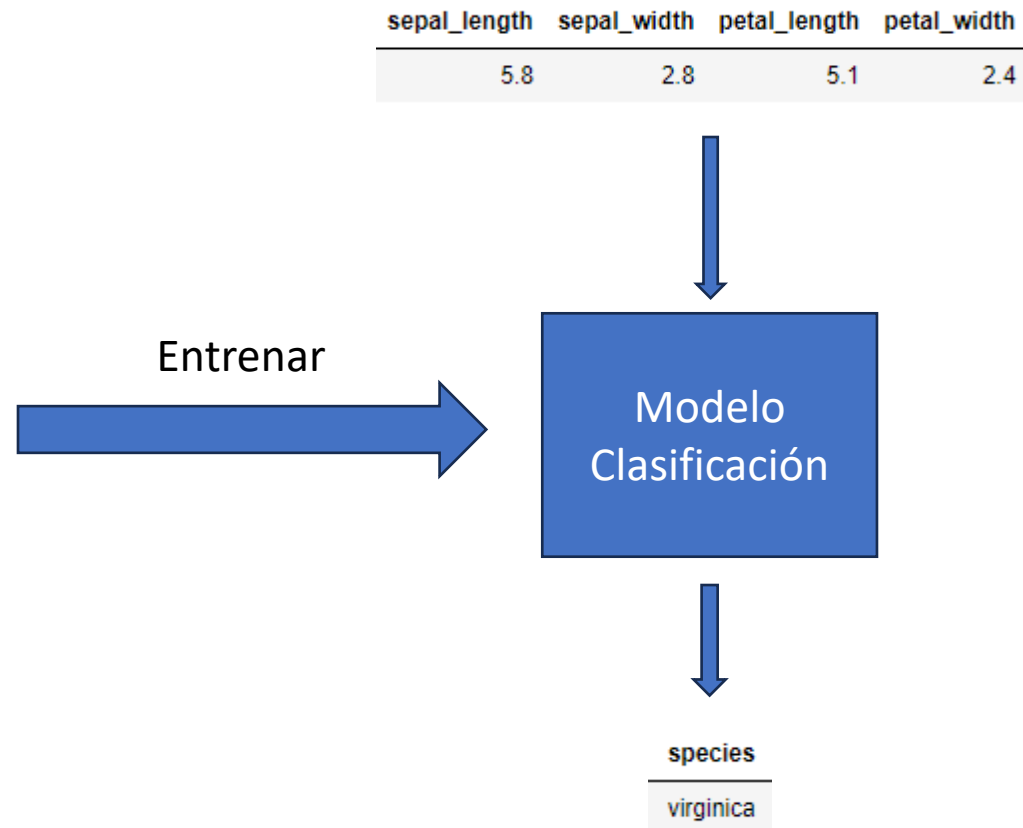 sepal_length sepal_width petal_length petal_width
5.8 2.8 5.1 2.4
Entrenar
Modelo
Clasificación
species
virginica